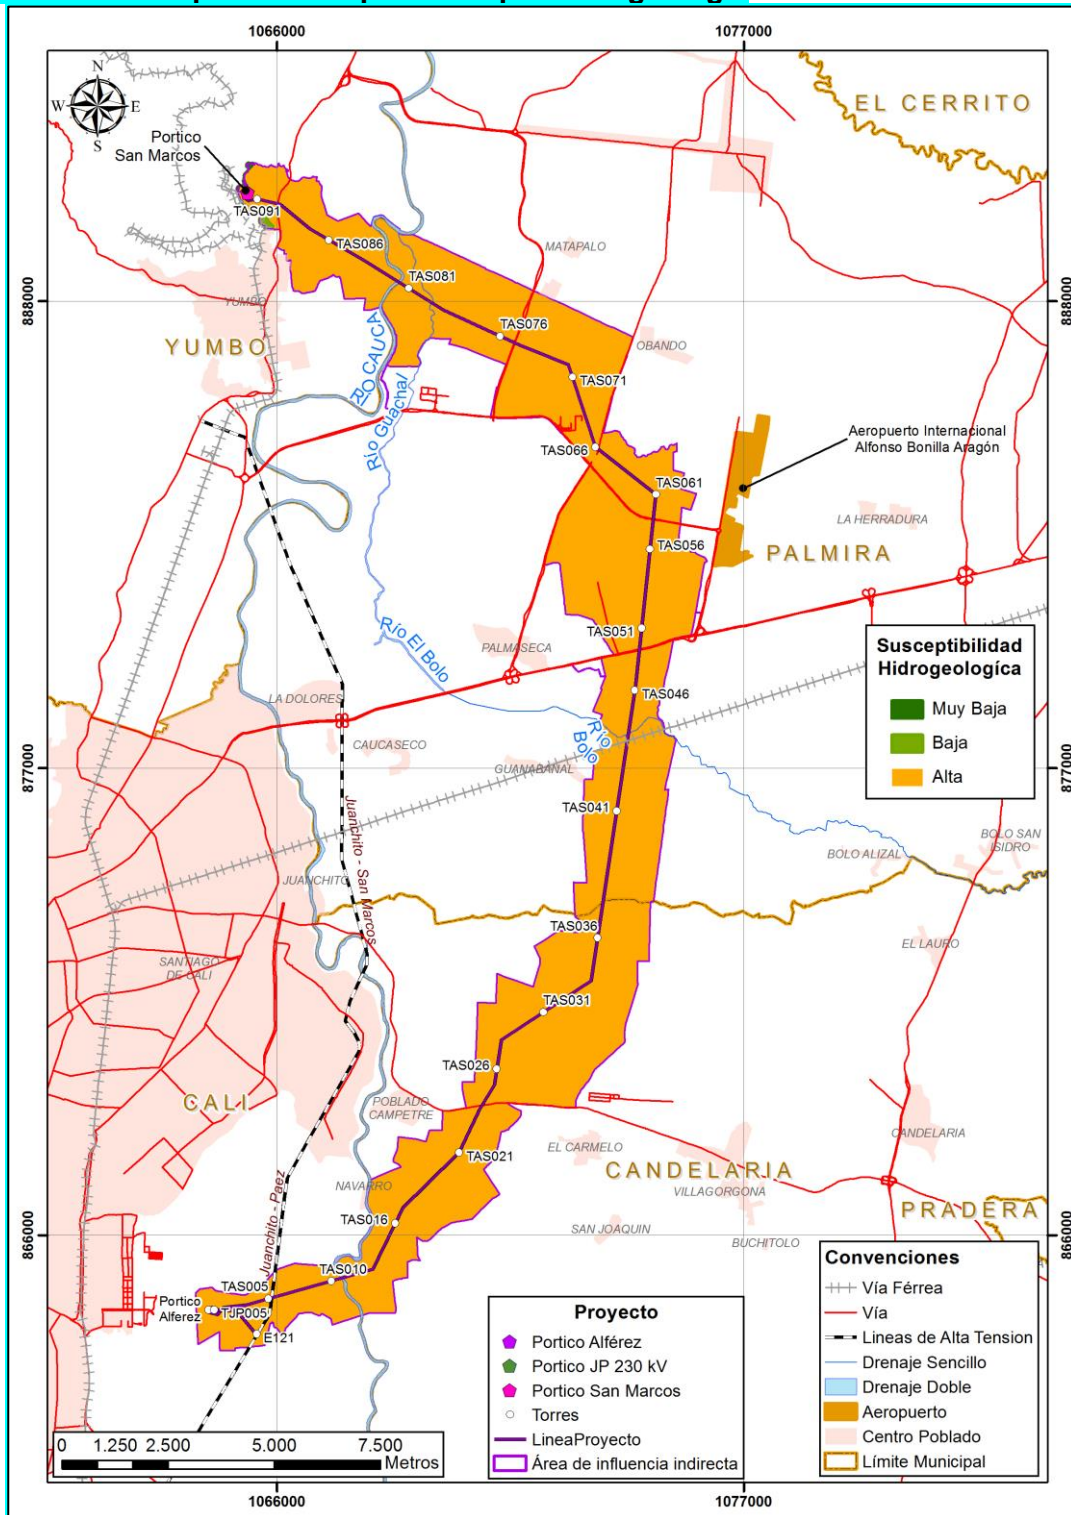 1066000
1077000
N
W
E
S
EL CERRITO
Portico
San Marcos
TAS091
TAS086
MATAPALO
TAS081
888000
888000
YUMBO
TAS076
RÍO CAUCA
YUMBO
OBANDO
TAS071
Río Guachal
Aeropuerto Internacional
Alfonso Bonilla Aragón
TAS066
TAS061
LA HERRADURA
TAS056
PALMIRA
TAS051
Río El Bolo
PALMASECA
Susceptibilidad
Hidrogeologíca
Muy Baja
Baja
Alta
TAS046
LA DOLORES
Río
Bolo
CAUCASECO
877000
877000
GUANABANAL
Juanchito - San Marcos
TAS041
BOLO SAN
ISIDRO
BOLO ALIZAL
JUANCHITO
TAS036
EL LAURO
SANTIAGO
DE CALI
TAS031
TAS026
CALI
POBLADO
CAMPETRE
CANDELARIA
EL CARMELO
TAS021
CANDELARIA
NAVARRO
VILLAGORGONA
Juanchito - Paez
PRADERA
TAS016
SAN JOAQUIN
BUCHITOLO
866000
866000
TAS010
TAS005
Portico
Alferez
TJP005
E121
Proyecto
Portico Alférez
Portico JP 230 kV
Portico San Marcos
Torres
LineaProyecto
Área de influencia indirecta
Convenciones
Vía Férrea
Vía
Lineas de Alta Tension
Drenaje Sencillo
Drenaje Doble
Aeropuerto
Centro Poblado
Límite Municipal
0 1.250 2.500 5.000 7.500
Metros
1066000
1077000